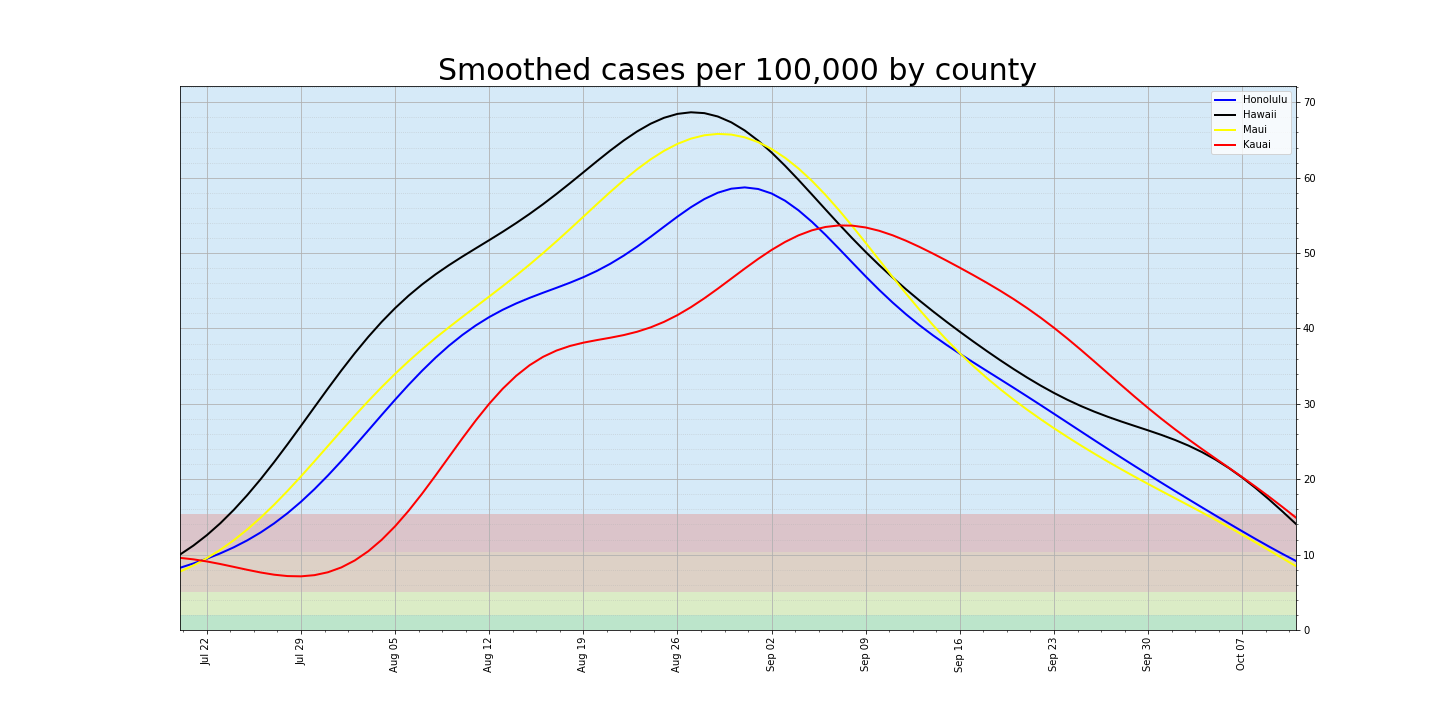 Smoothed cases per 100,000 by county
Honolulu
Hawaii
Maui
Kauai
70
60
50
40
30
20
10
0
Jul 22
Jul 29
Aug 05
Aug 12
Aug 19
Aug 26
Sep 02
Sep 09
Sep 16
Sep 23
Sep 30
Oct 07